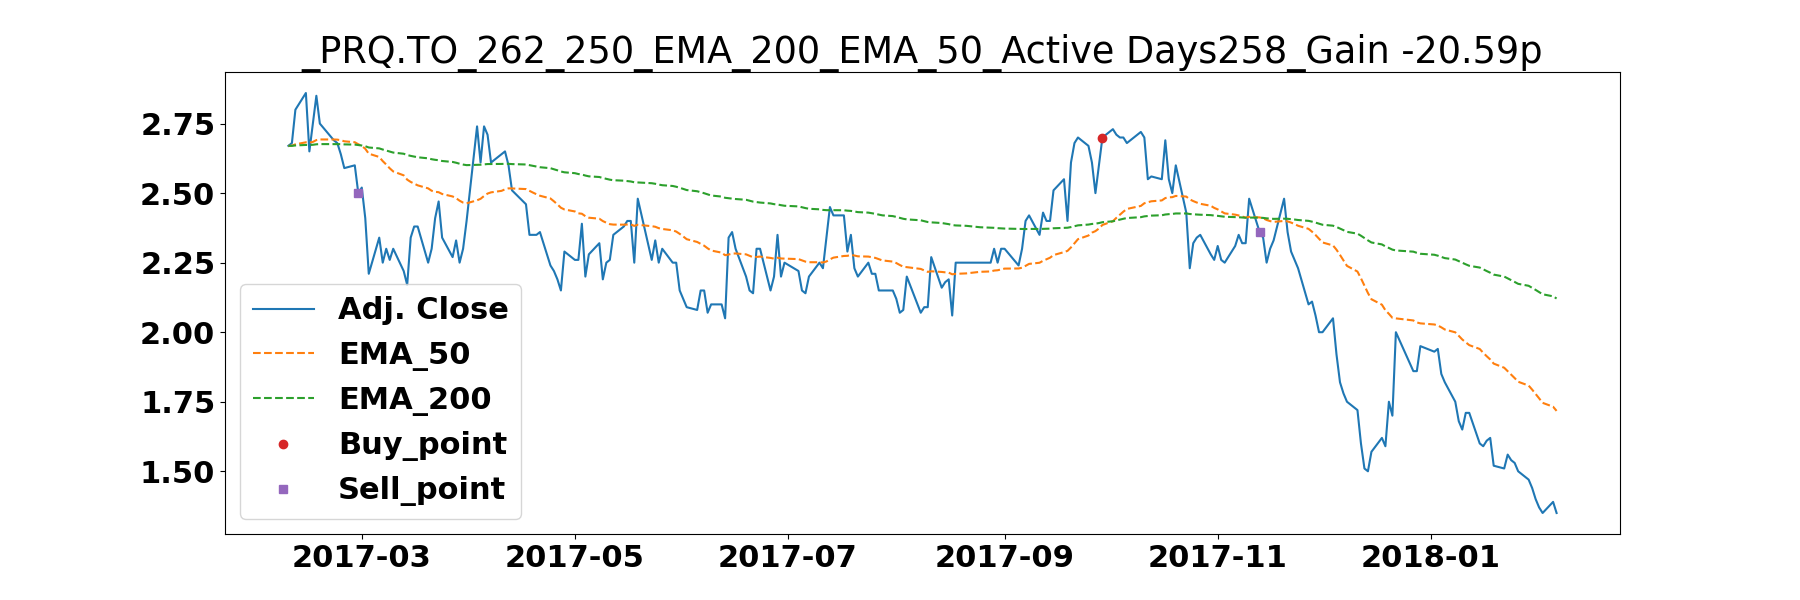 _PRQ.TO_262_250_EMA_200_EMA_50_Active Days258_Gain -20.59p
2.75
2.50
2.25
2.00
1.75
1.50
Adj. Close
EMA_50
EMA_200
Buy_point
Sell_point
2017-03 2017-05 2017-07 2017-09 2017-11 2018-01